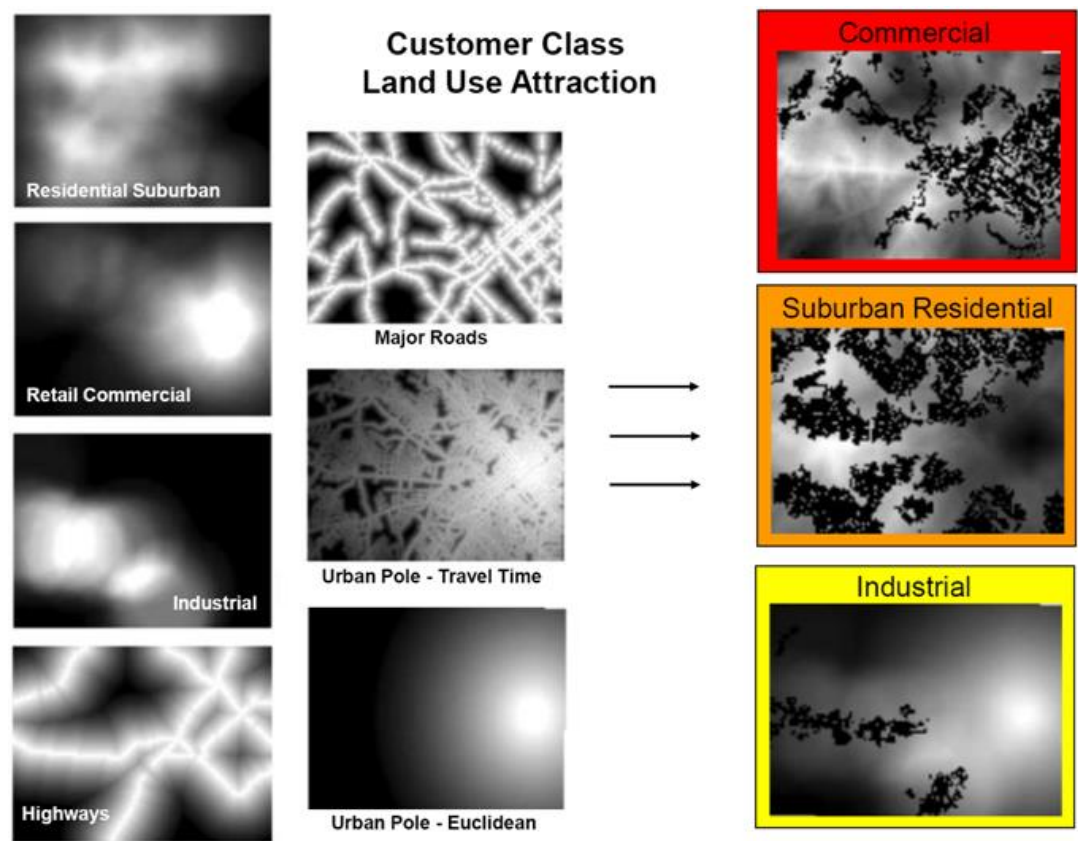 Customer Class
Land Use Attraction
Residential Suburban
Retail Commercial
Industrial
Highways
Major Roads
Urban Pole - Travel Time
Urban Pole - Euclidean
Commercial
Suburban Residential
Industrial